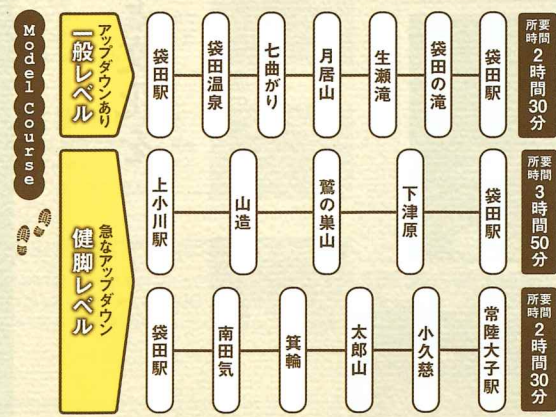 Model Course
アップダウンあり
一般レベル
袋田駅
袋田温泉
七曲がり
月居山
生瀬滝
袋田の滝
袋田駅
所要時間
2時間30分
急なアップダウン
健脚レベル
上小川駅
山造
鷲の巣山
下津原
袋田駅
所要時間
3時間50分
袋田駅
南田気
箕輪
太郎山
小久慈
常陸大子駅
所要時間
2時間30分